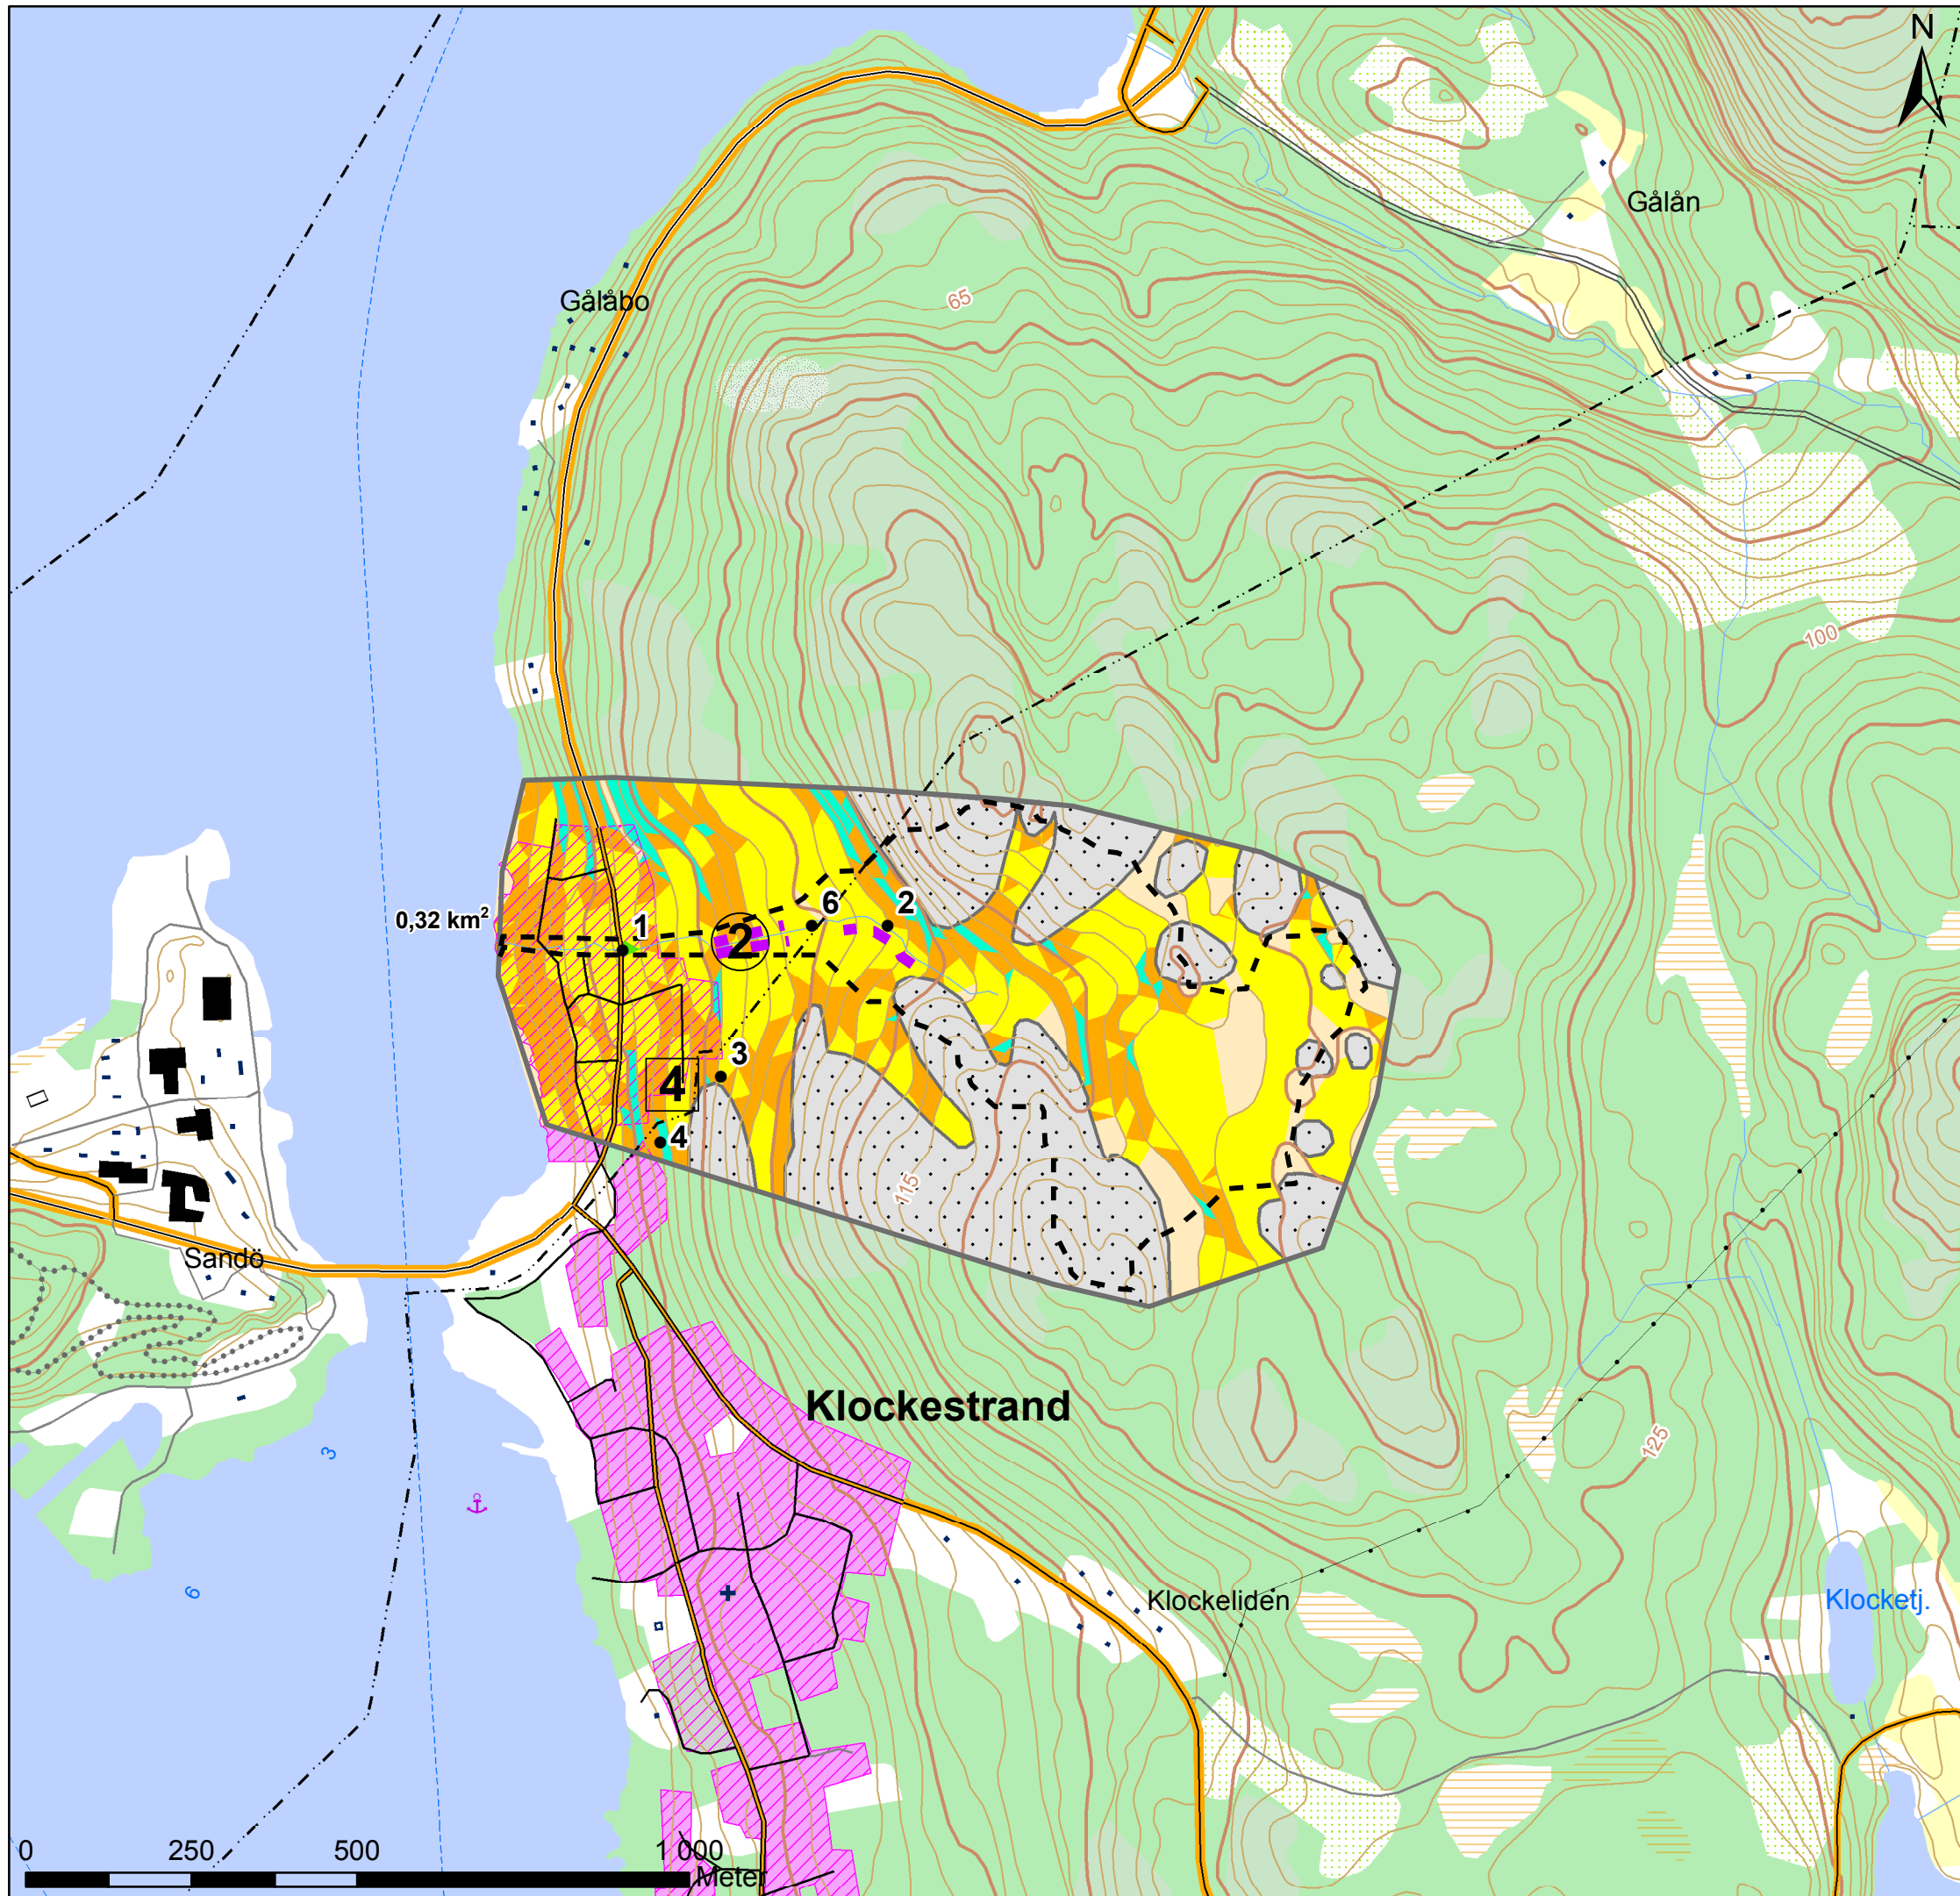 N
Gålån
Gålåbo
65
100
0,32 km²
1
2
6
2
3
4
4
115
Sandö
Klockestrand
3
125
6
Klockeliden
Klocketj.
0 250 500 1 000
Meter